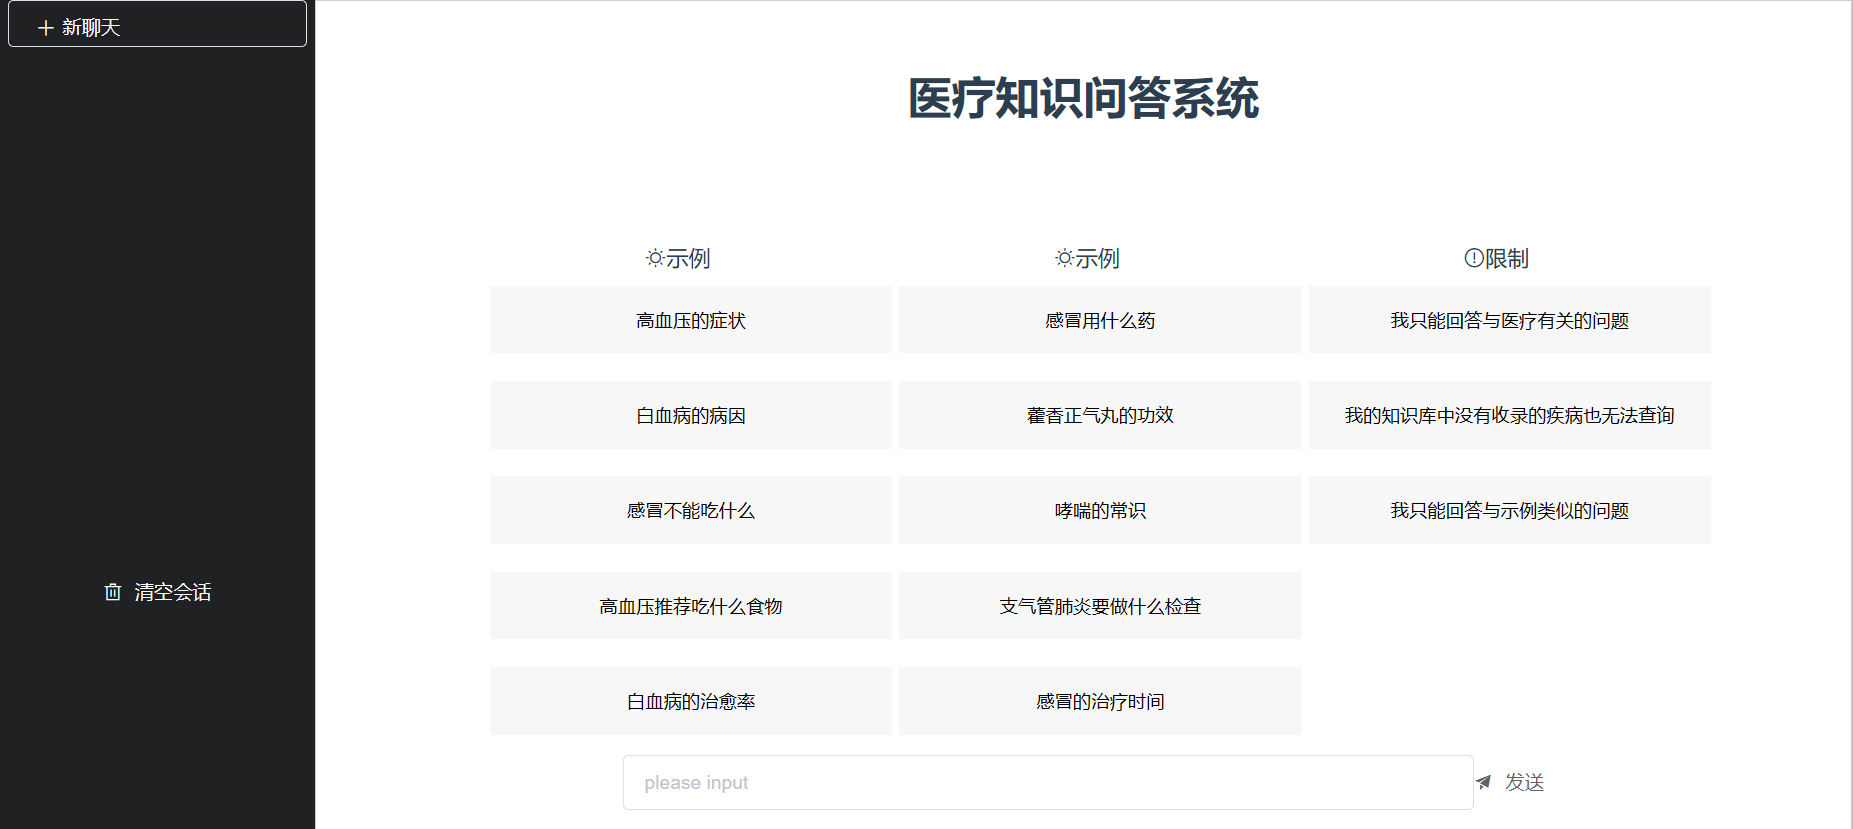 新聊天
清空会话
医疗知识问答系统
示例
高血压的症状
白血病的病因
感冒不能吃什么
高血压推荐吃什么食物
白血病的治愈率
示例
感冒用什么药
藿香正气丸的功效
哮喘的常识
支气管肺炎要做什么检查
感冒的治疗时间
限制
我只能回答与医疗有关的问题
我的知识库中没有收录的疾病也无法查询
我只能回答与示例类似的问题
please input
发送